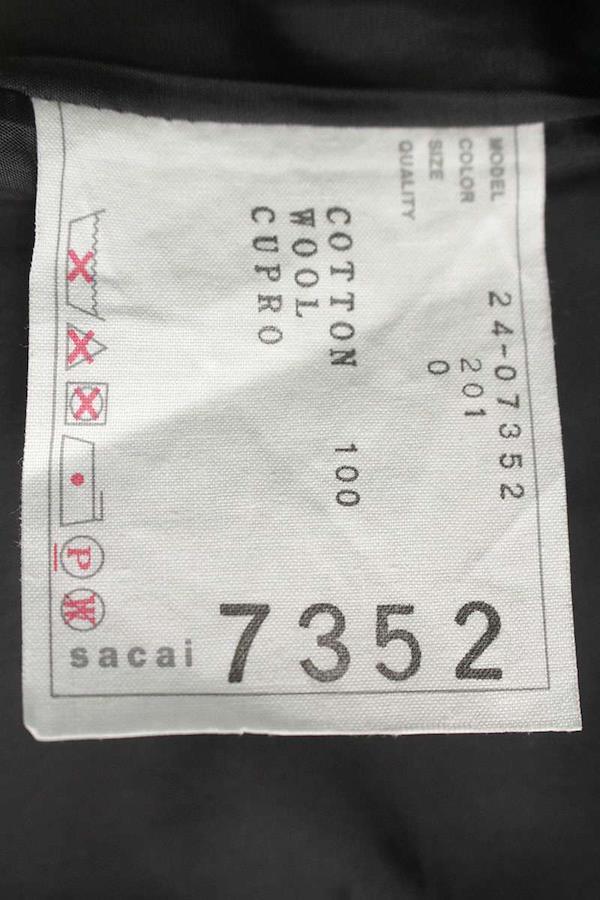 MODEL 24-07352
COLOR 201
SIZE 0
QUALITY
COTTON 100
WOOL
CUPRO
P
W
sacai
7352